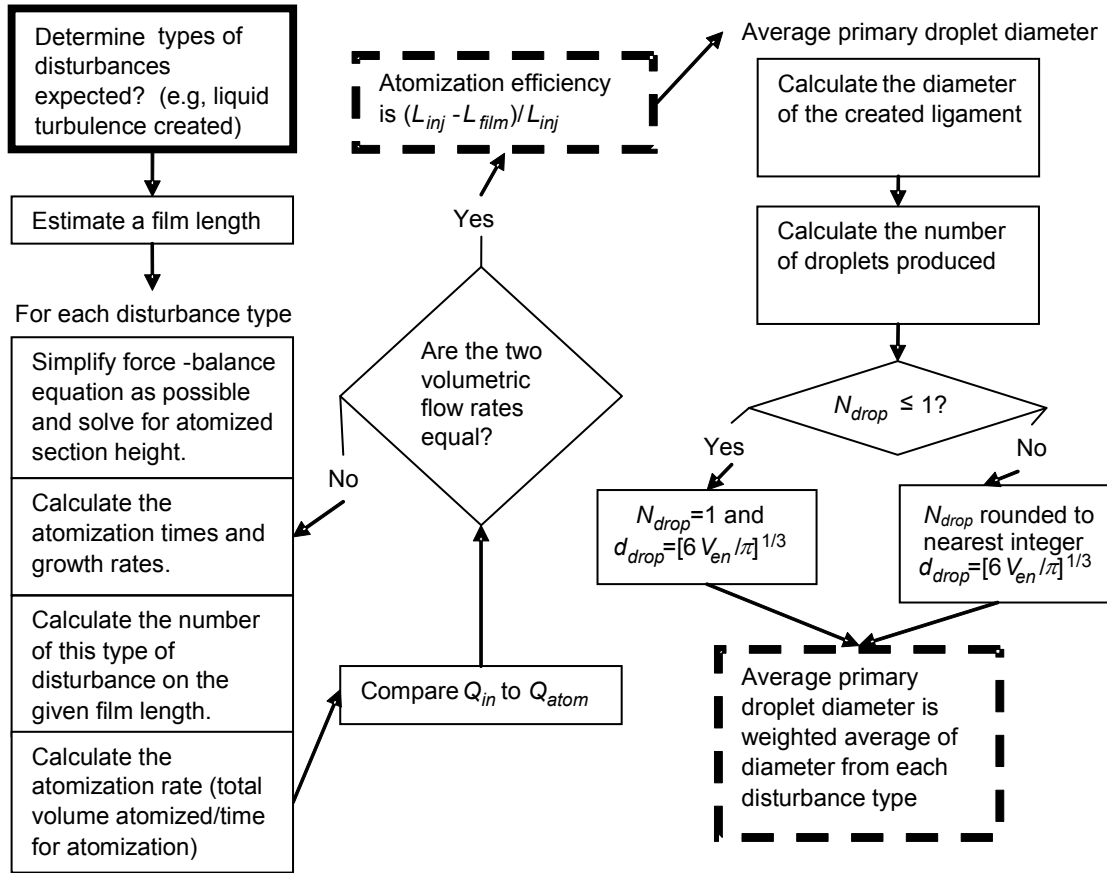 Determine types of
disturbances
expected? (e.g, liquid
turbulence created)
Estimate a film length
For each disturbance type
Simplify force -balance
equation as possible
and solve for atomized
section height.
Calculate the
atomization times and
growth rates.
Calculate the number
of this type of
disturbance on the
given film length.
Calculate the
atomization rate (total
volume atomized/time
for atomization)
Compare Q_in to Q_atom
Are the two
volumetric
flow rates
equal?
No
Yes
Atomization efficiency
is (L_inj - L_film)/L_inj
Average primary droplet diameter
Calculate the diameter
of the created ligament
Calculate the number
of droplets produced
N_drop ≤ 1?
Yes
No
N_drop=1 and
d_drop=[6 V_en/π]^1/3
N_drop rounded to
nearest integer
d_drop=[6 V_en/π]^1/3
Average primary
droplet diameter is
weighted average of
diameter from each
disturbance type